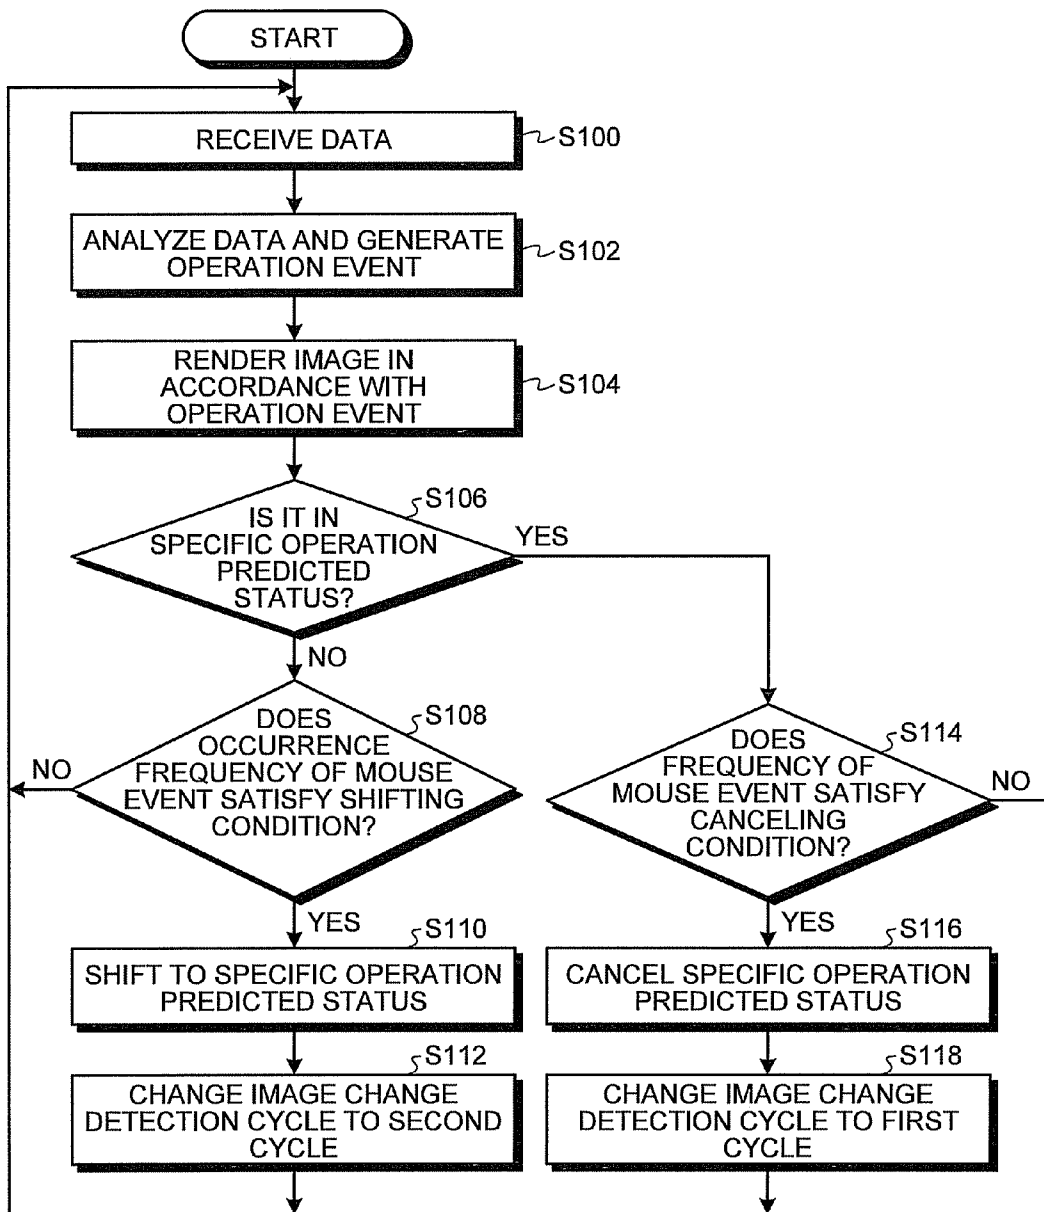 START
RECEIVE DATA
S100
ANALYZE DATA AND GENERATE
OPERATION EVENT
S102
RENDER IMAGE IN
ACCORDANCE WITH
OPERATION EVENT
S104
S106
IS IT IN
SPECIFIC OPERATION
PREDICTED
STATUS?
YES
NO
S108
DOES
OCCURRENCE
FREQUENCY OF MOUSE
EVENT SATISFY SHIFTING
CONDITION?
NO
YES
S114
DOES
FREQUENCY OF
MOUSE EVENT SATISFY
CANCELING
CONDITION?
NO
YES
S110
SHIFT TO SPECIFIC OPERATION
PREDICTED STATUS
S116
CANCEL SPECIFIC OPERATION
PREDICTED STATUS
S112
CHANGE IMAGE CHANGE
DETECTION CYCLE TO SECOND
CYCLE
S118
CHANGE IMAGE CHANGE
DETECTION CYCLE TO FIRST
CYCLE